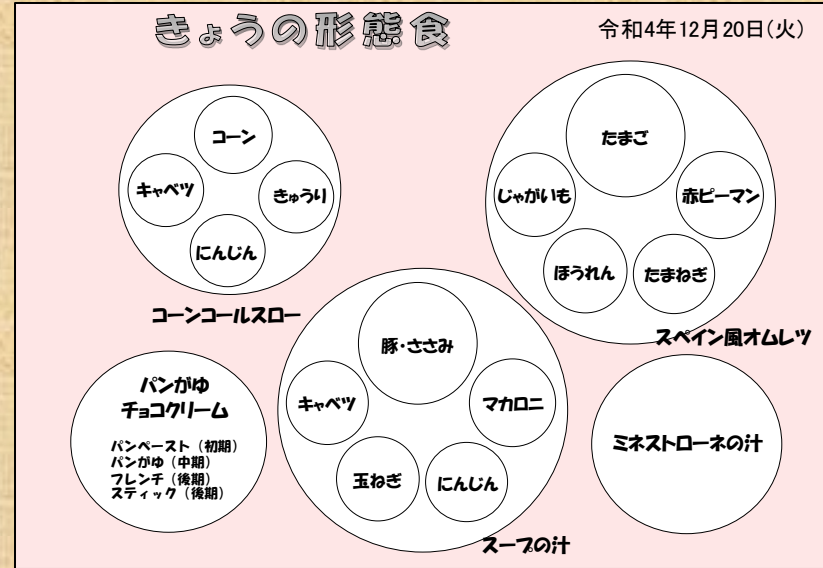 きょうの形態食
令和4年12月20日(火)
コーン
キャベツ
きゅうり
にんじん
コーンコールスロー
たまご
じゃがいも
赤ピーマン
ほうれん
たまねぎ
スペイン風オムレツ
パンがゆ
チョコクリーム
パンペースト（初期）
パンがゆ（中期）
フレンチ（後期）
スティック（後期）
豚・ささみ
キャベツ
マカロニ
玉ねぎ
にんじん
スープの汁
ミネストローネの汁